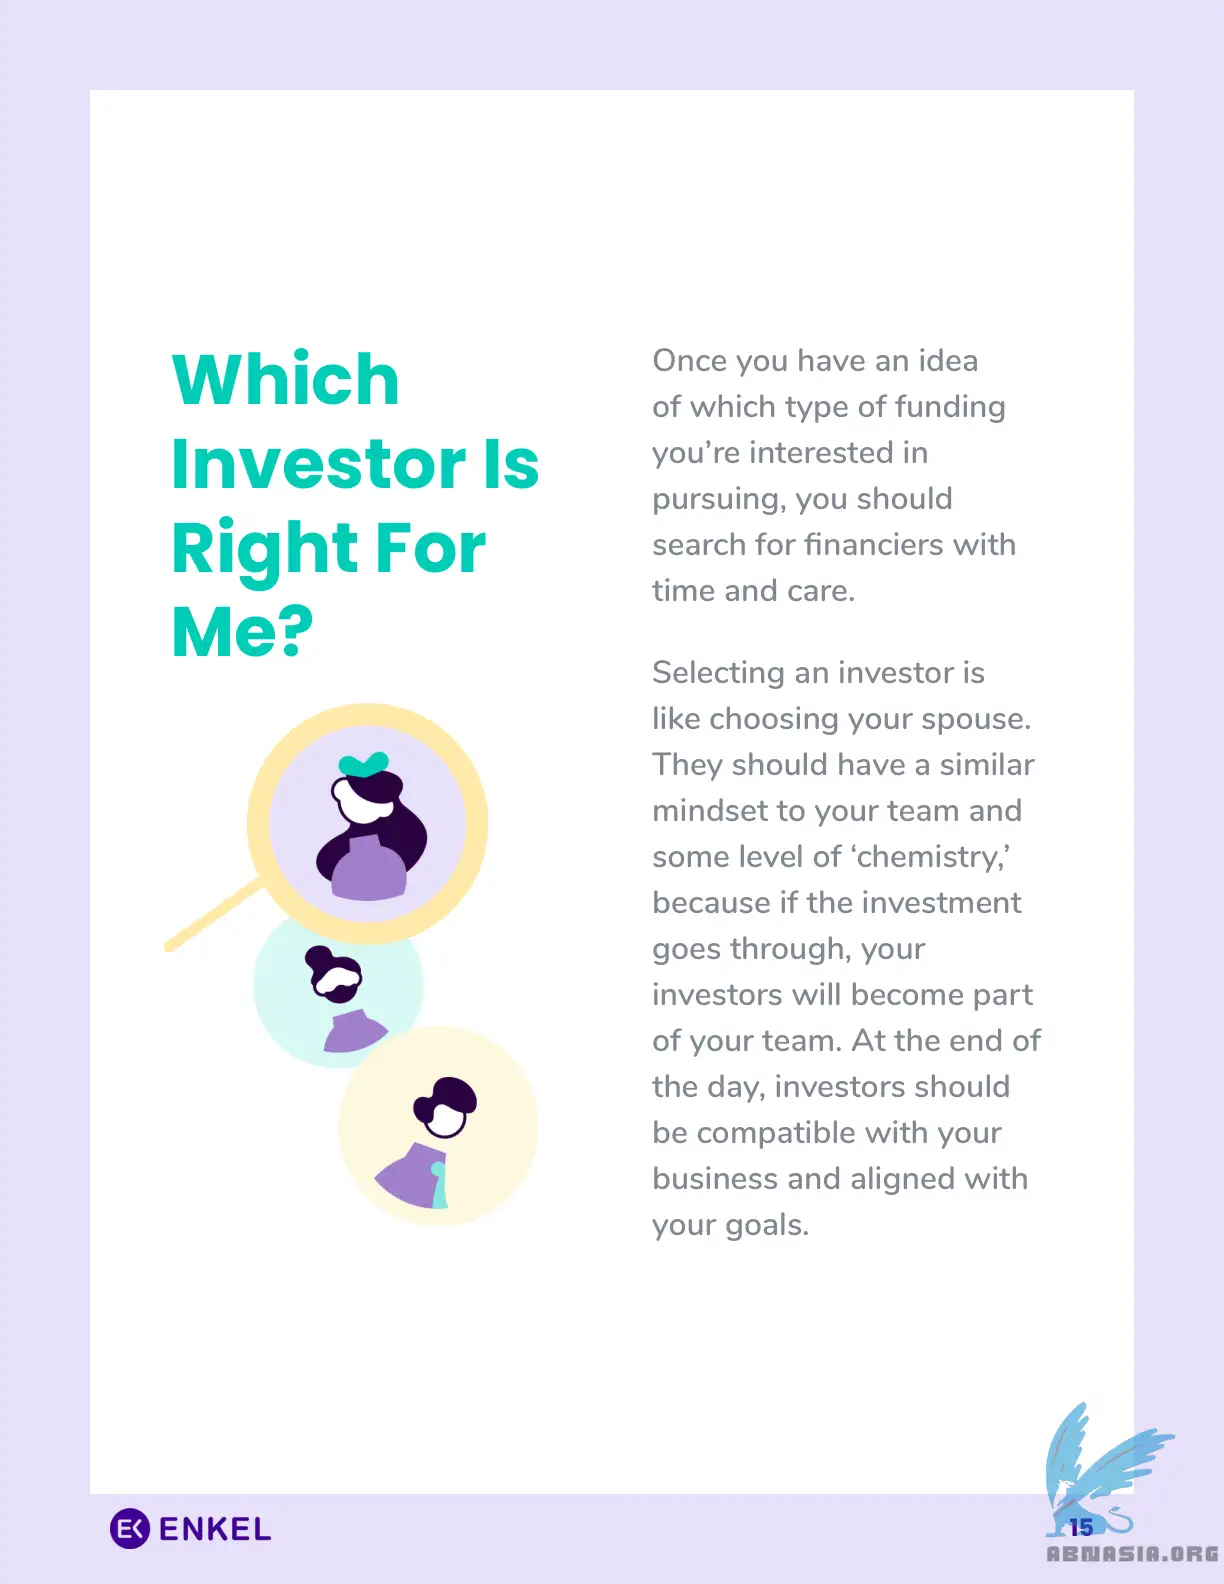 Which
Investor Is
Right For
Me?
Once you have an idea
of which type of funding
you’re interested in
pursuing, you should
search for financiers with
time and care.
Selecting an investor is
like choosing your spouse.
They should have a similar
mindset to your team and
some level of ‘chemistry,’
because if the investment
goes through, your
investors will become part
of your team. At the end of
the day, investors should
be compatible with your
business and aligned with
your goals.
EK ENKEL
15
ABNASIA.ORG